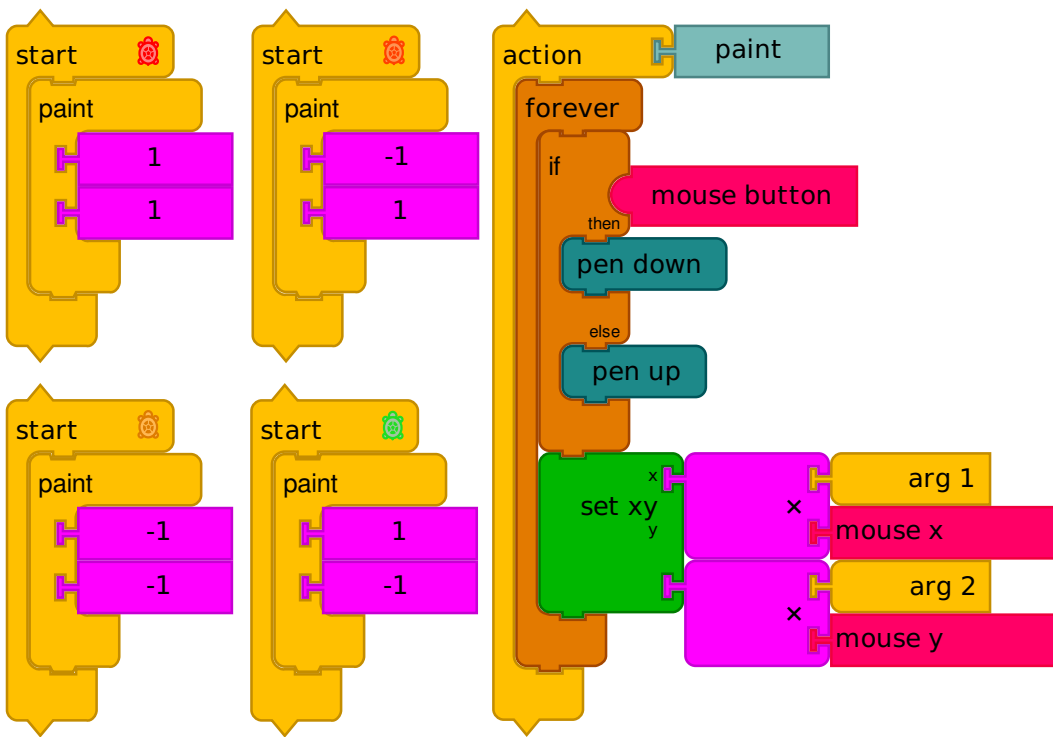 start
paint
1
1
start
paint
-1
1
action
paint
forever
if
mouse button
then
pen down
else
pen up
set xy
x
y
×
arg 1
mouse x
×
arg 2
mouse y
start
paint
-1
-1
start
paint
1
-1